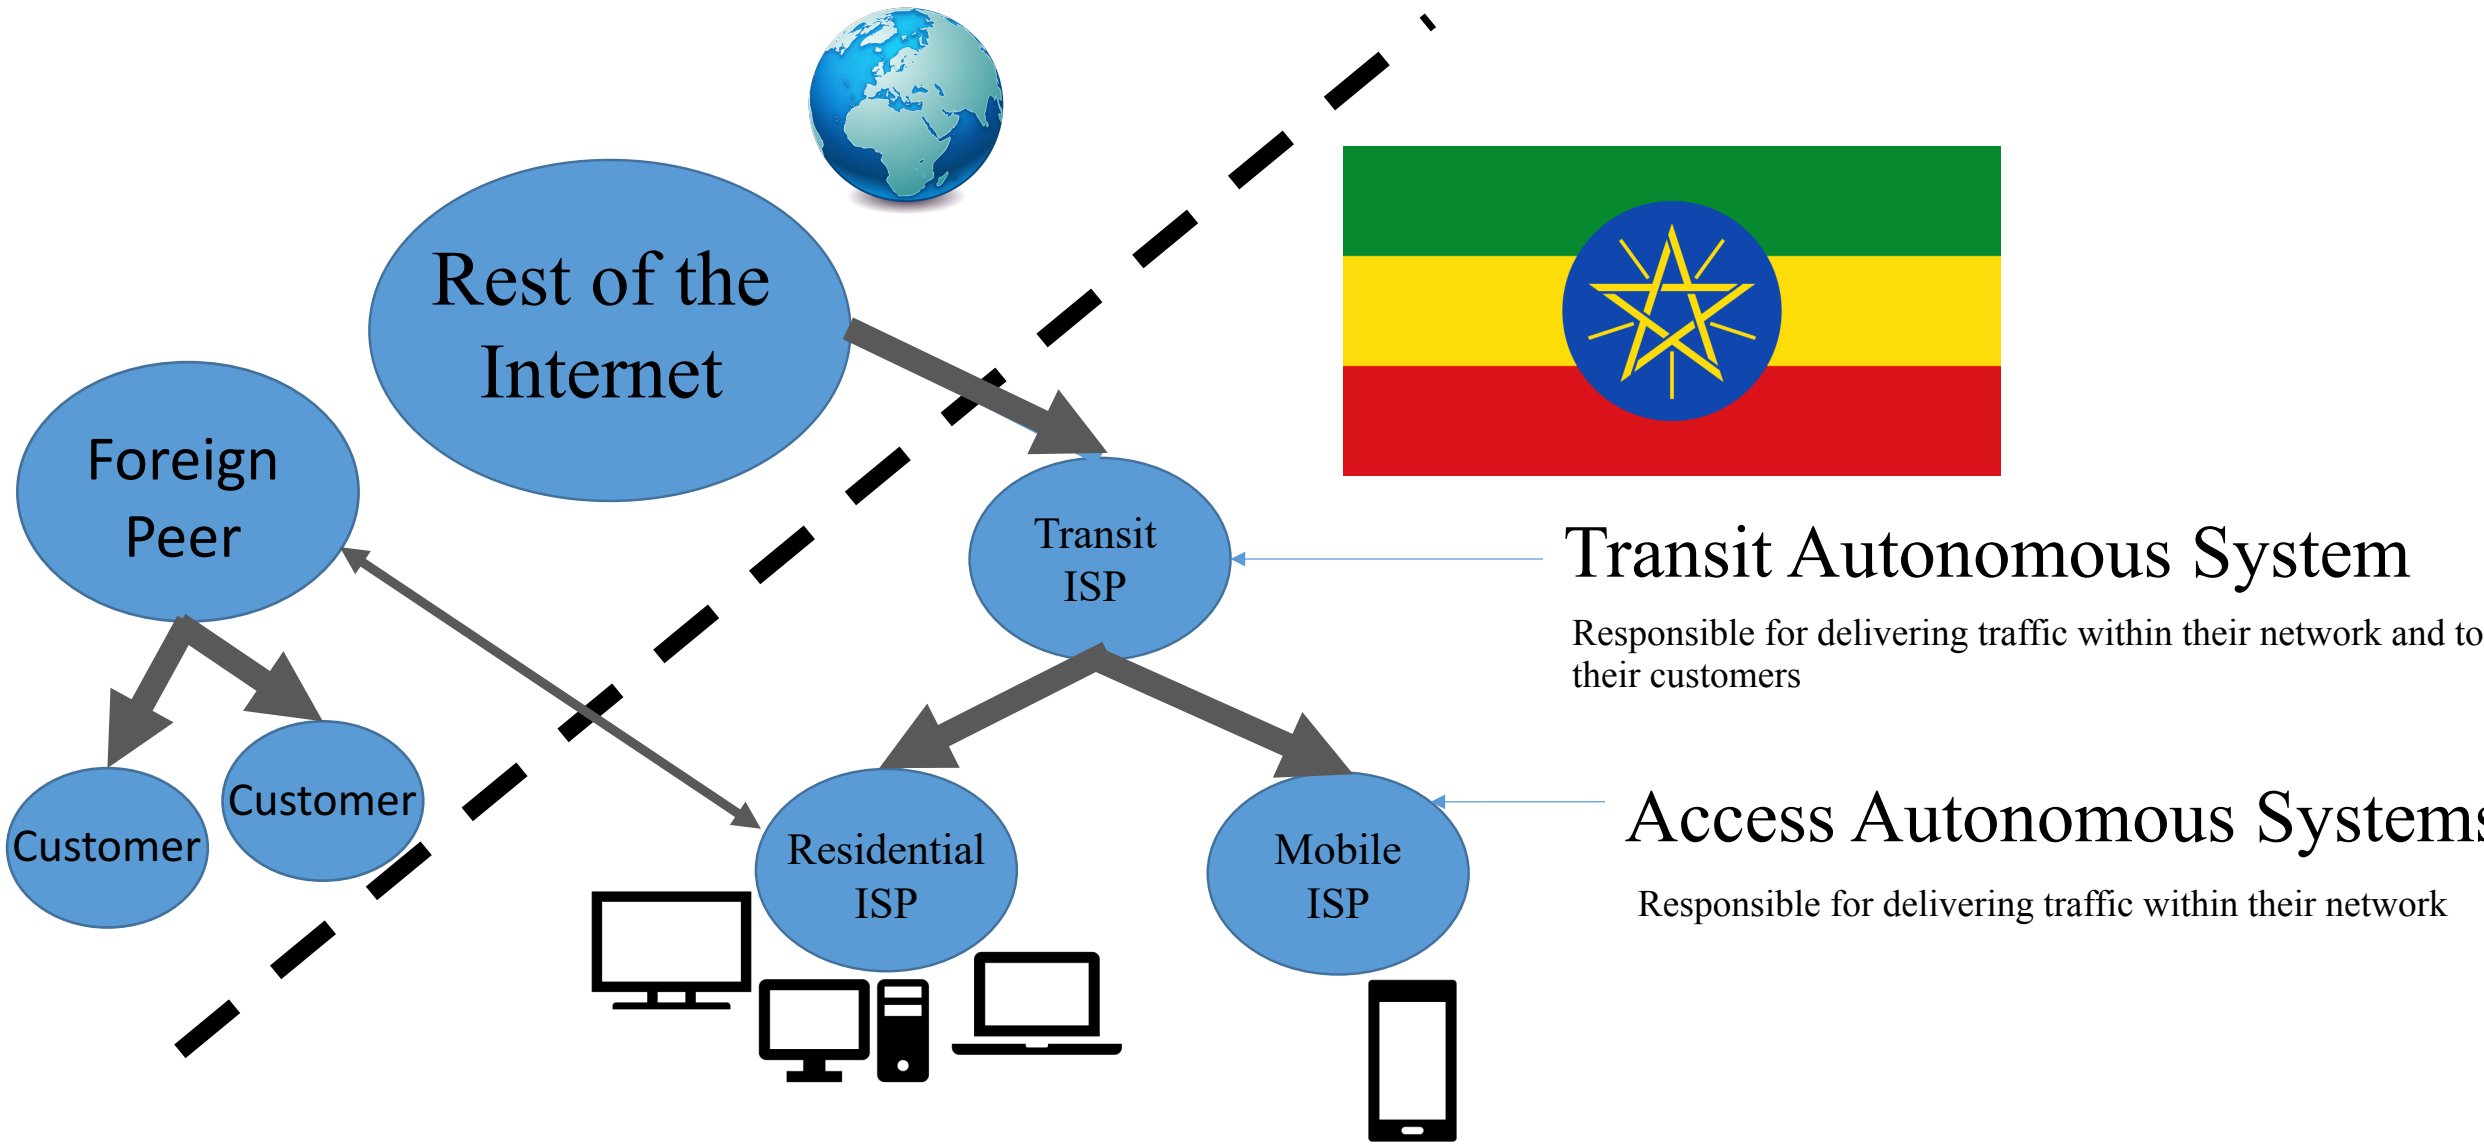 Rest of the
Internet
Foreign
Peer
Transit
ISP
Transit Autonomous System
Responsible for delivering traffic within their network and to
their customers
Customer
Customer
Residential
ISP
Mobile
ISP
Access Autonomous Systems
Responsible for delivering traffic within their network